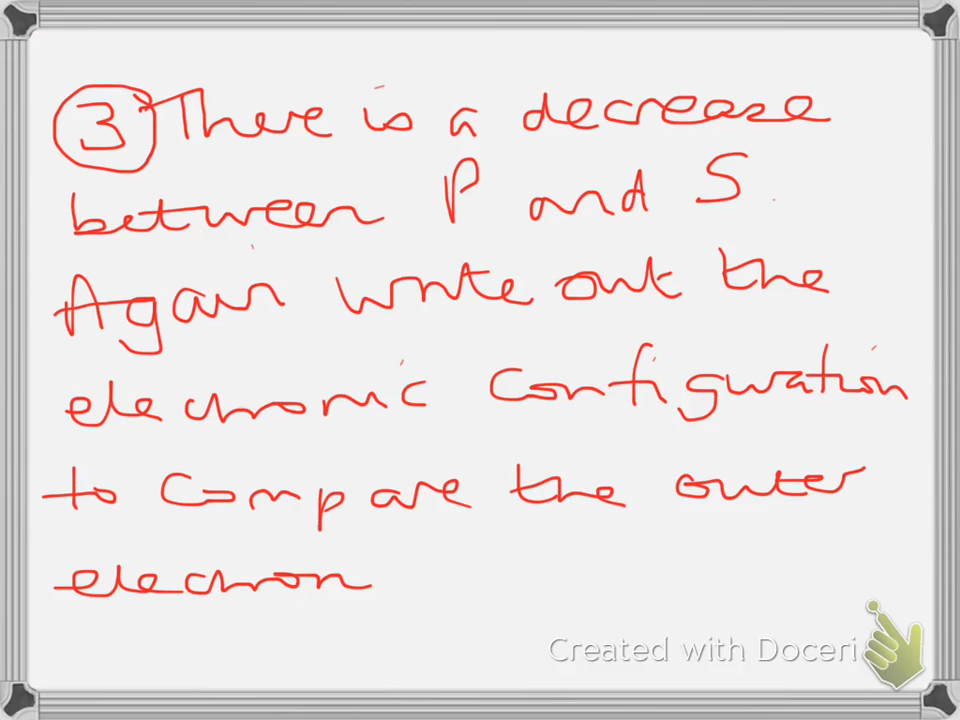 3 There is a decrease
between P and S
Again write out the
electronic configuration
to compare the outer
electron
Created with Doceri